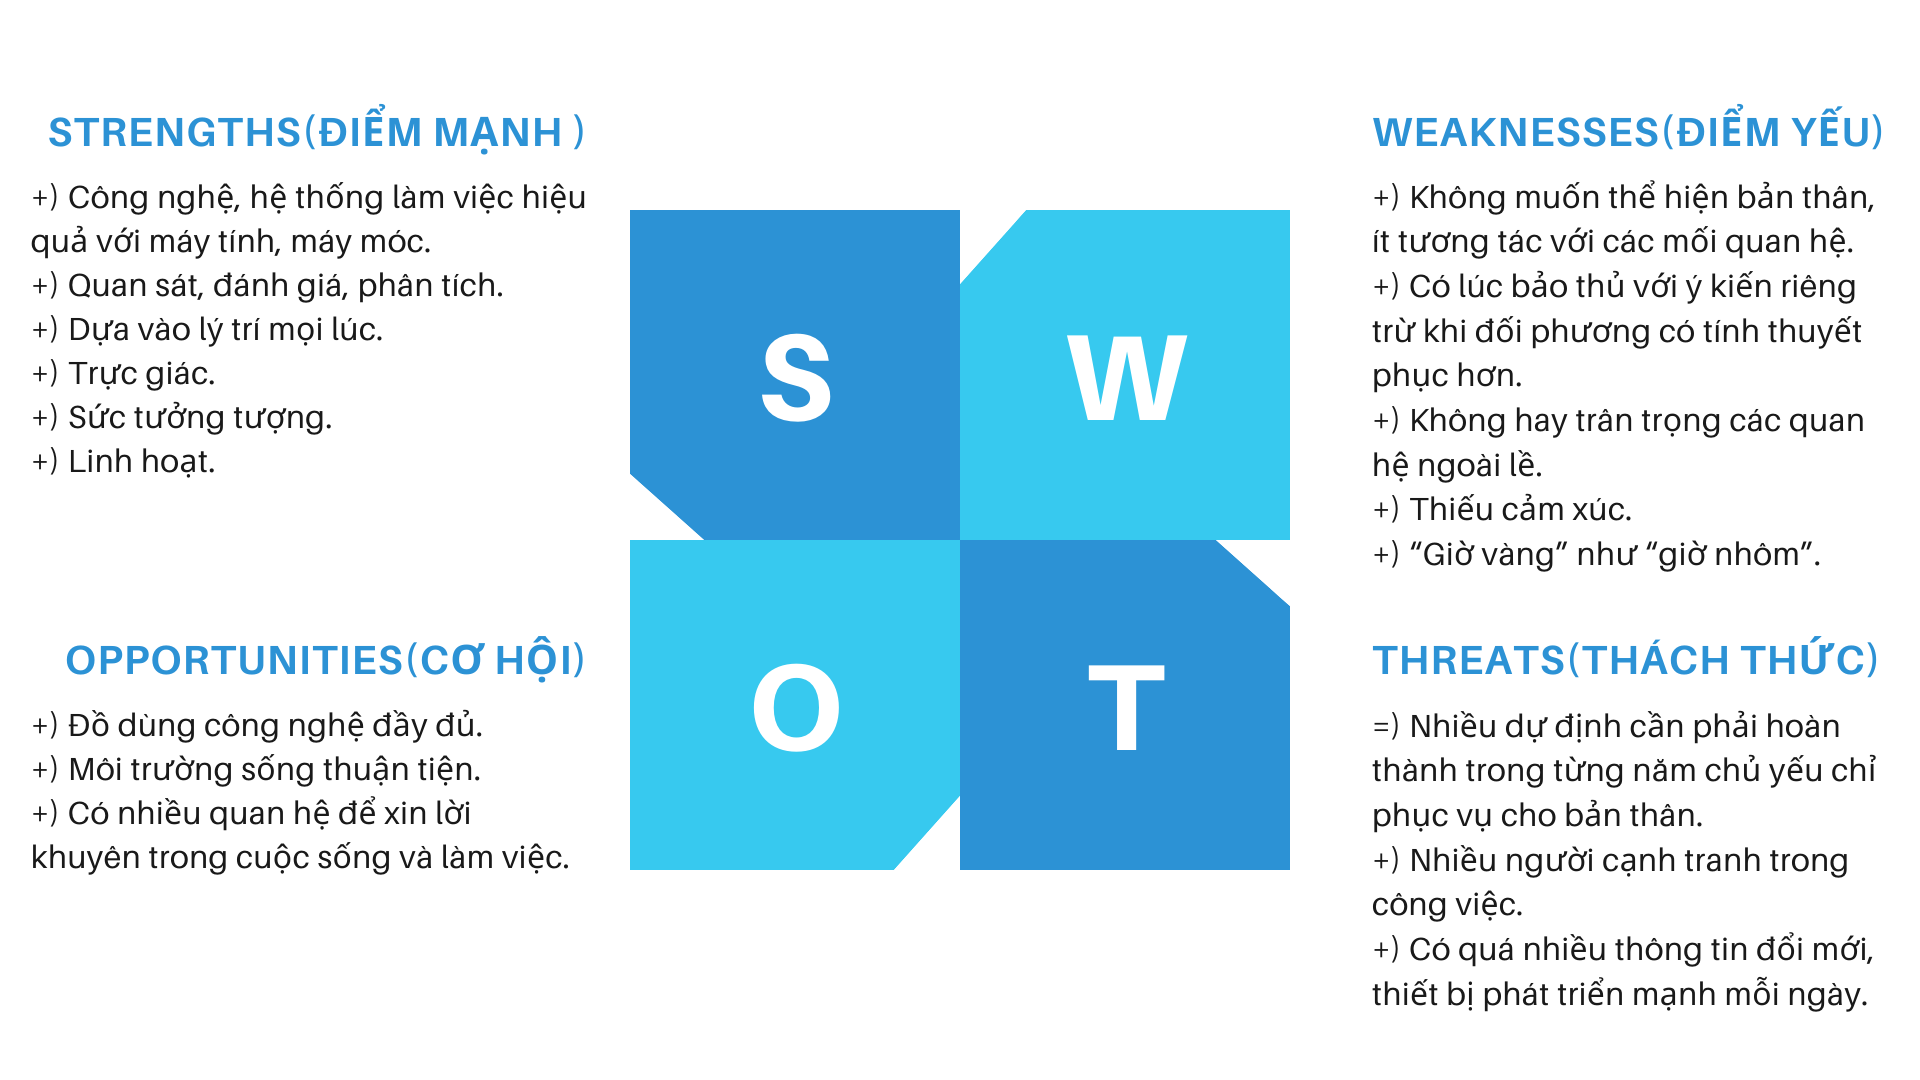 STRENGTHS(ĐIỂM MẠNH )
+) Công nghệ, hệ thống làm việc hiệu
quả với máy tính, máy móc.
+) Quan sát, đánh giá, phân tích.
+) Dựa vào lý trí mọi lúc.
+) Trực giác.
+) Sức tưởng tượng.
+) Linh hoạt.
WEAKNESSES(ĐIỂM YẾU)
+) Không muốn thể hiện bản thân,
ít tương tác với các mối quan hệ.
+) Có lúc bảo thủ với ý kiến riêng
trừ khi đối phương có tính thuyết
phục hơn.
+) Không hay trân trọng các quan
hệ ngoài lề.
+) Thiếu cảm xúc.
+) “Giờ vàng” như “giờ nhôm”.
S
W
O
T
OPPORTUNITIES(CƠ HỘI)
+) Đồ dùng công nghệ đầy đủ.
+) Môi trường sống thuận tiện.
+) Có nhiều quan hệ để xin lời
khuyên trong cuộc sống và làm việc.
THREATS(THÁCH THỨC)
=) Nhiều dự định cần phải hoàn
thành trong từng năm chủ yếu chỉ
phục vụ cho bản thân.
+) Nhiều người cạnh tranh trong
công việc.
+) Có quá nhiều thông tin đổi mới,
thiết bị phát triển mạnh mỗi ngày.